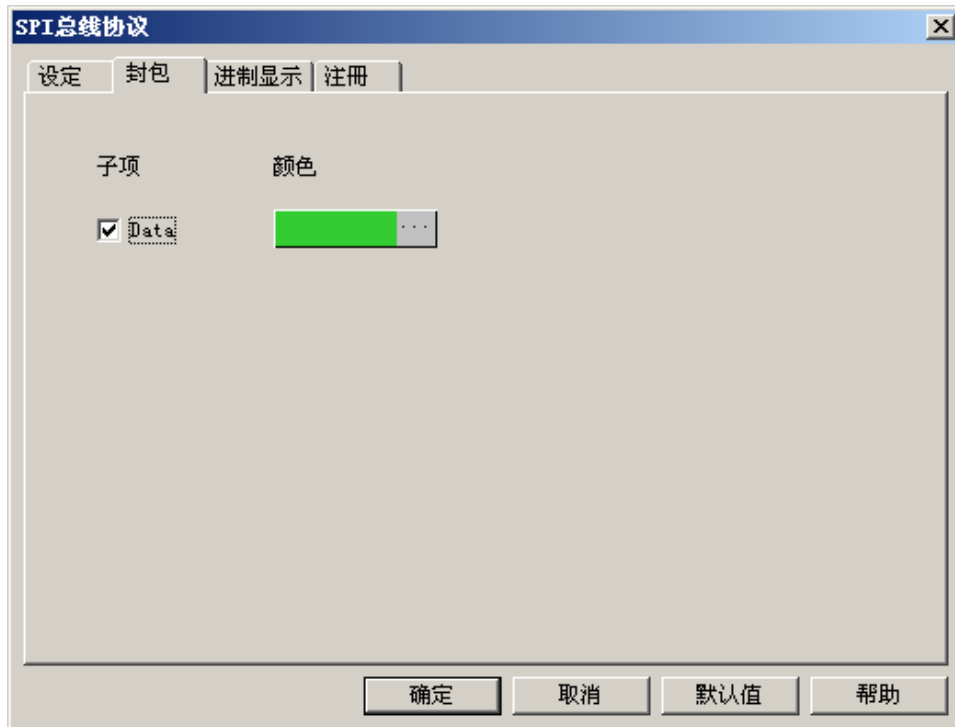 SPI总线协议
设定 封包 进制显示 注册
子项 颜色
Data ...
确定 取消 默认值 帮助